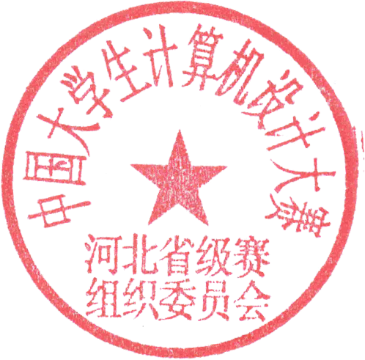 中国大学生计算机设计大赛
河北省级赛
组织委员会